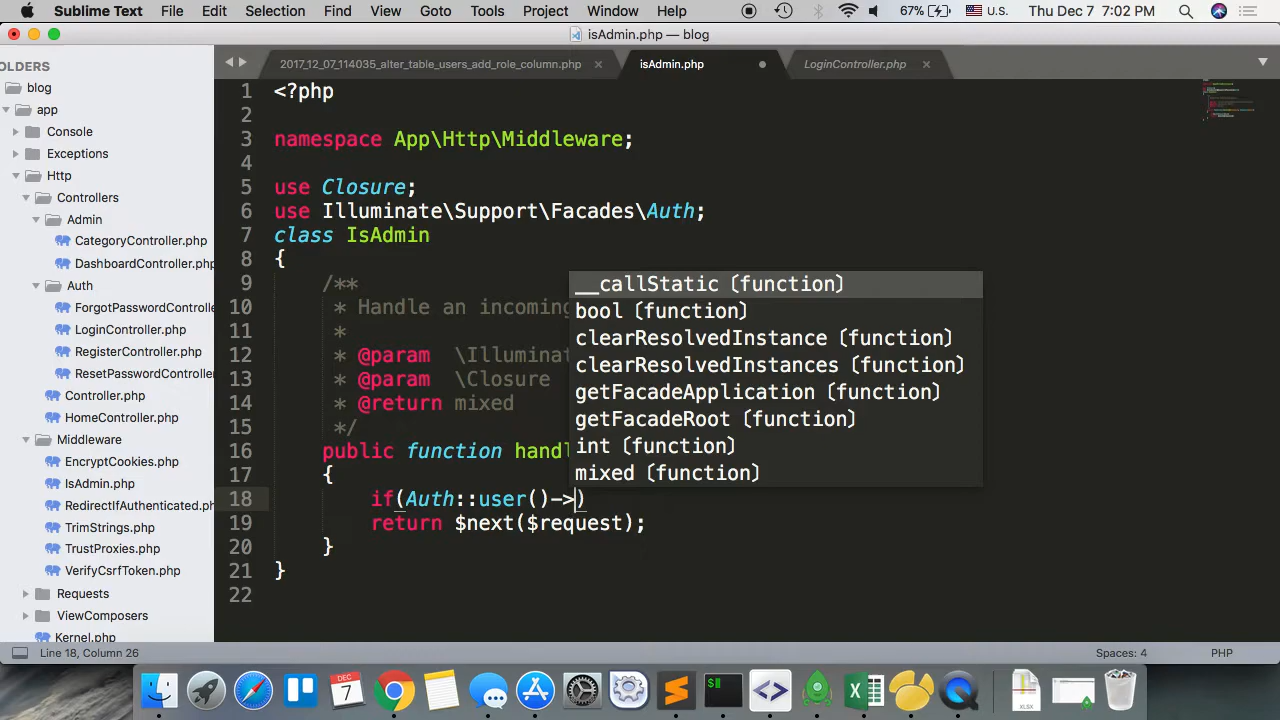 Sublime Text File Edit Selection Find View Goto Tools Project Window Help 67% U.S. Thu Dec 7 7:02 PM
isAdmin.php — blog
OLDERS
blog
app
Console
Exceptions
Http
Controllers
Admin
CategoryController.php
DashboardController.php
Auth
ForgotPasswordControlle
LoginController.php
RegisterController.php
ResetPasswordController.
Controller.php
HomeController.php
Middleware
EncryptCookies.php
IsAdmin.php
RedirectIfAuthenticated.ph
TrimStrings.php
TrustProxies.php
VerifyCsrfToken.php
Requests
ViewComposers
Kernel.php
2017_12_07_114035_alter_table_users_add_role_column.php isAdmin.php LoginController.php
1 <?php
2
3 namespace App\Http\Middleware;
4
5 use Closure;
6 use Illuminate\Support\Facades\Auth;
7 class IsAdmin
8 {
9 /**
10 * Handle an incoming
11 *
12 * @param \Illuminat
13 * @param \Closure
14 * @return mixed
15 */
16 public function handl
17 {
18 if(Auth::user()->)
19 return $next($request);
20 }
21 }
22
__callStatic (function)
bool (function)
clearResolvedInstance (function)
clearResolvedInstances (function)
getFacadeApplication (function)
getFacadeRoot (function)
int (function)
mixed (function)
Line 18, Column 26 Spaces: 4 PHP
DEC
7
$
XLSX